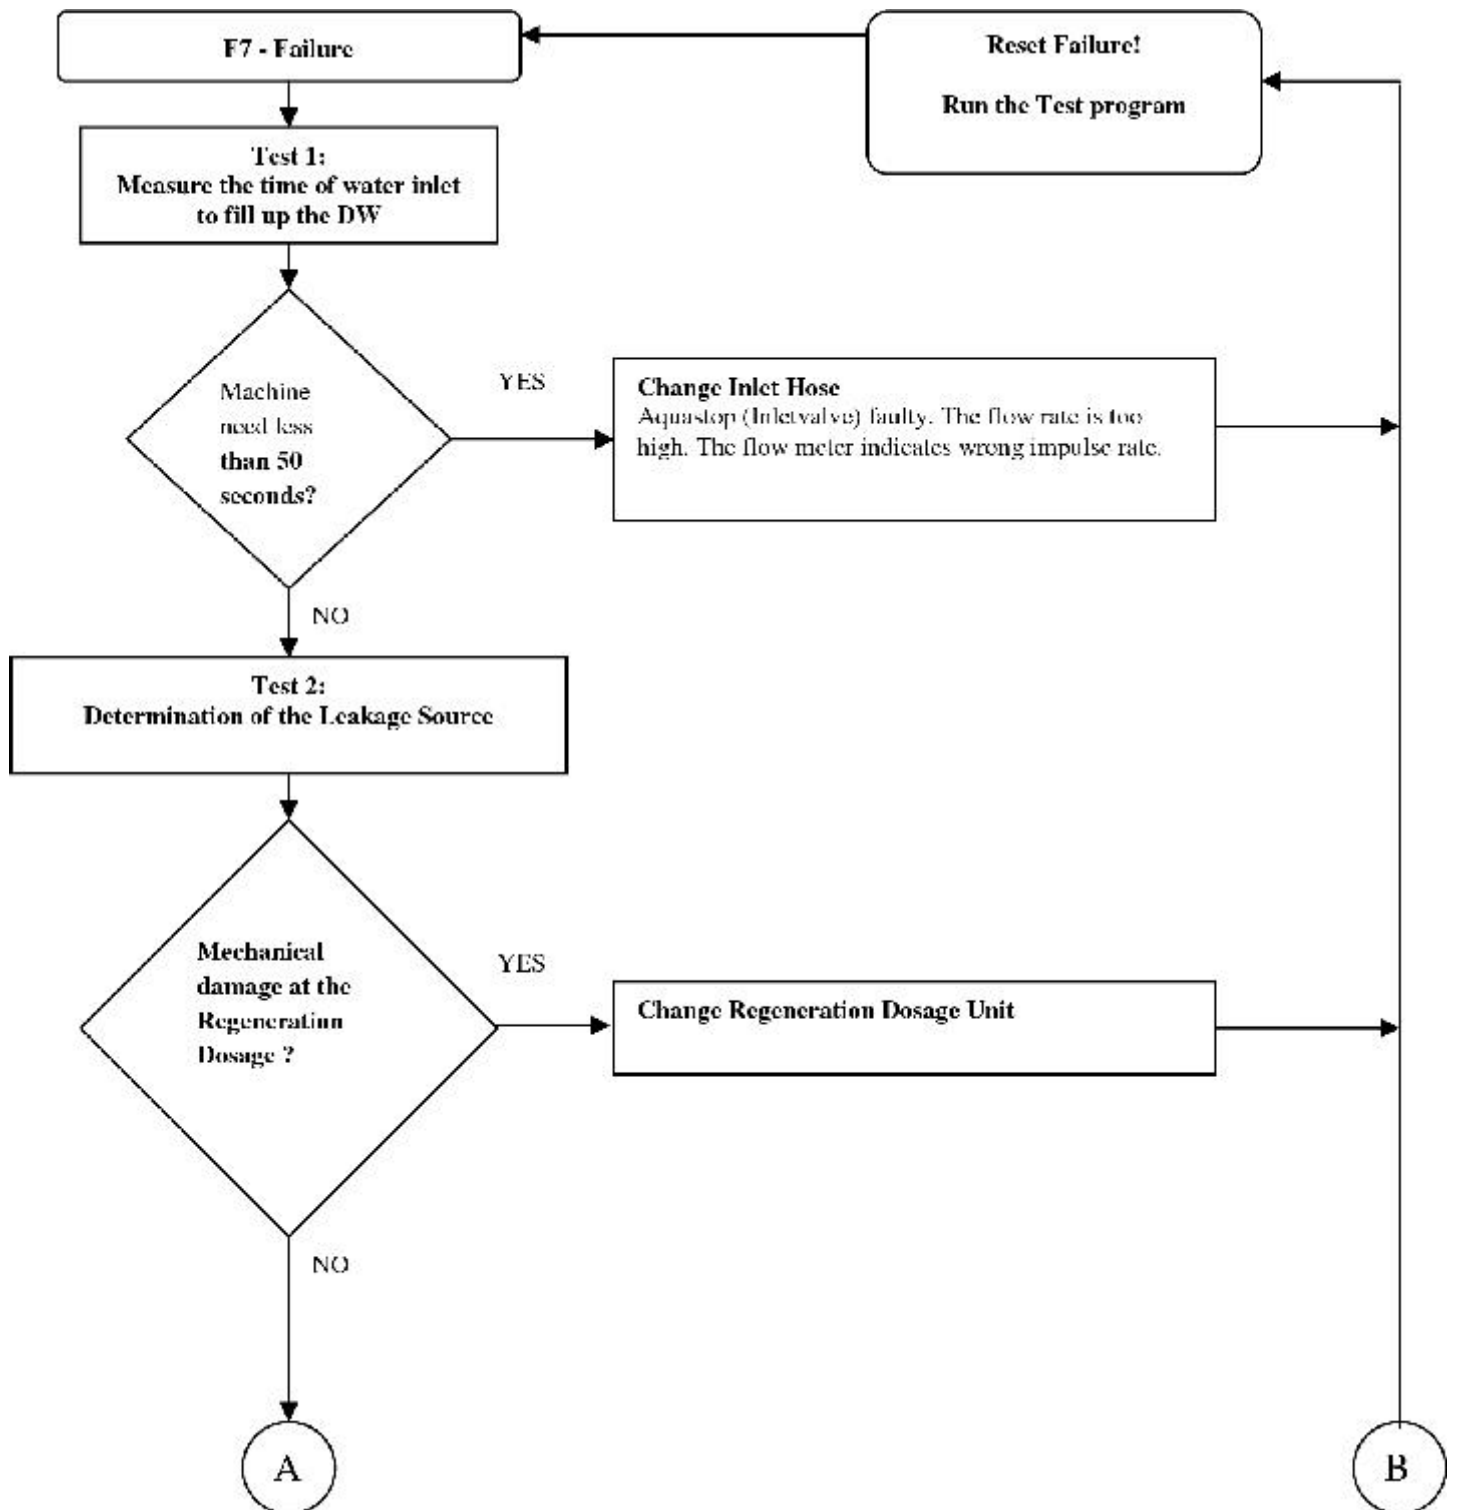 F7 - Failure
Reset Failure!
Run the Test program
Test 1:
Measure the time of water inlet
to fill up the DW
Machine
need less
than 50
seconds?
YES
Change Inlet Hose
Aquastop (Inletvalve) faulty. The flow rate is too
high. The flow meter indicates wrong impulse rate.
NO
Test 2:
Determination of the Leakage Source
Mechanical
damage at the
Regeneration
Dosage ?
YES
Change Regeneration Dosage Unit
NO
A
B